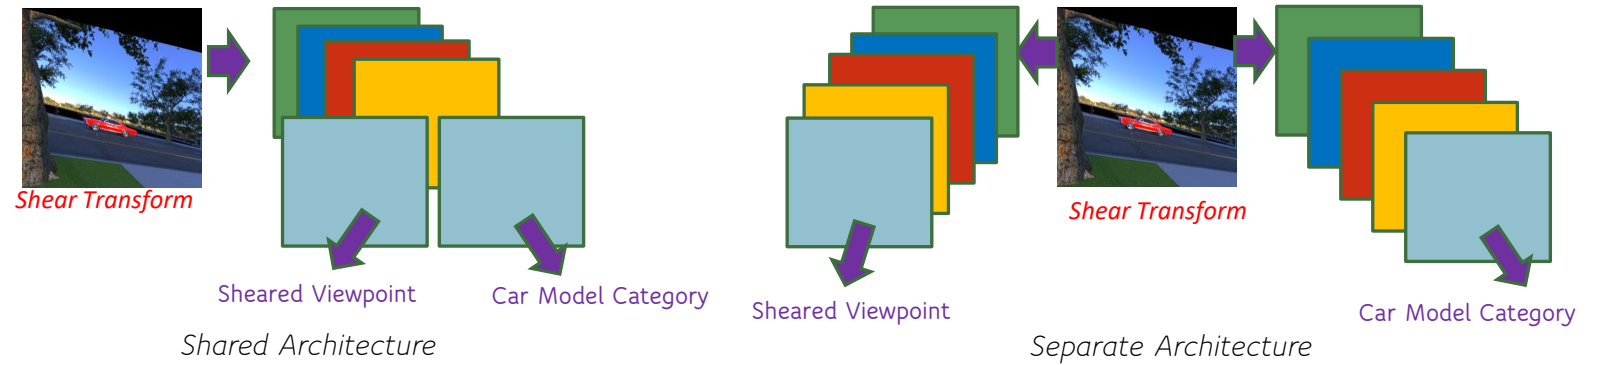 Shear Transform
Sheared Viewpoint
Car Model Category
Shared Architecture
Shear Transform
Sheared Viewpoint
Car Model Category
Separate Architecture